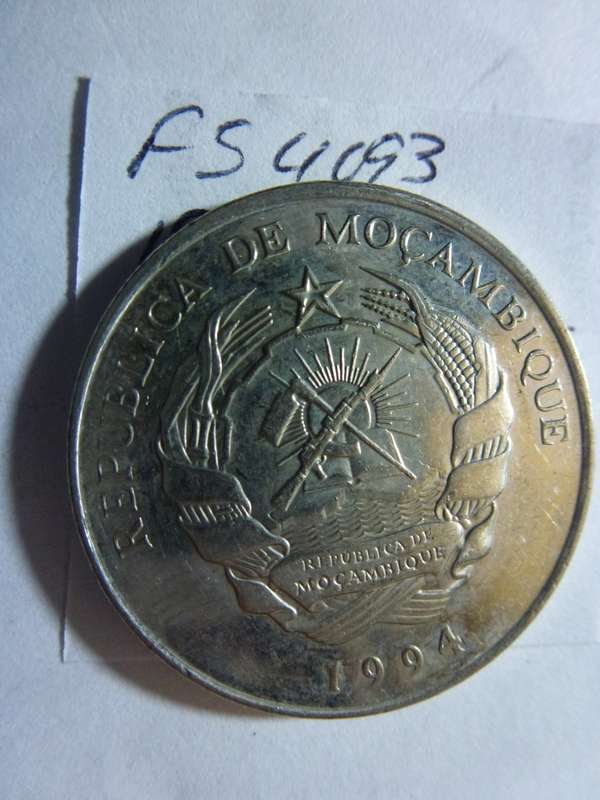 FS 4093
REPUBLICA DE MOÇAMBIQUE
REPUBLICA DE
MOÇAMBIQUE
1994